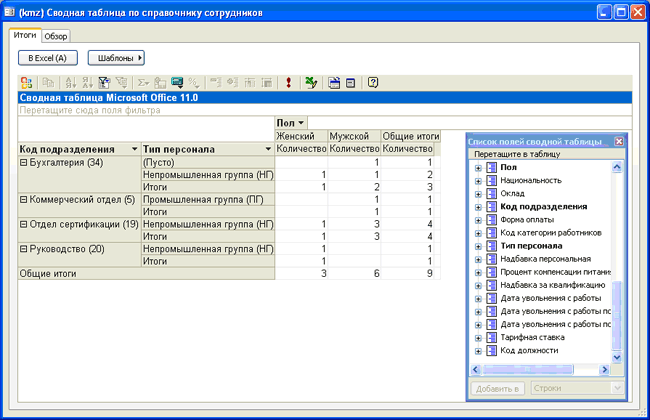 (kmz) Сводная таблица по справочнику сотрудников
Итоги Обзор
В Excel (A) Шаблоны
Сводная таблица Microsoft Office 11.0
Перетащите сюда поля фильтра
Пол
Женский Мужской Общие итоги
Код подразделения Тип персонала Количество Количество Количество
Бухгалтерия (34) (Пусто) 1 1
Непромышленная группа (НГ) 1 1 2
Итоги 1 2 3
Коммерческий отдел (5) Промышленная группа (ПГ) 1 1
Итоги 1 1
Отдел сертификации (19) Непромышленная группа (НГ) 1 3 4
Итоги 1 3 4
Руководство (20) Непромышленная группа (НГ) 1 1
Итоги 1 1
Общие итоги 3 6 9
Список полей сводной таблицы
Перетащите в таблицу
Пол
Национальность
Оклад
Код подразделения
Форма оплаты
Код категории работников
Тип персонала
Надбавка персональная
Процент компенсации питания
Надбавка за квалификацию
Дата увольнения с работы
Дата увольнения с работы по
Дата увольнения с работы по
Тарифная ставка
Код должности
Добавить в Строки